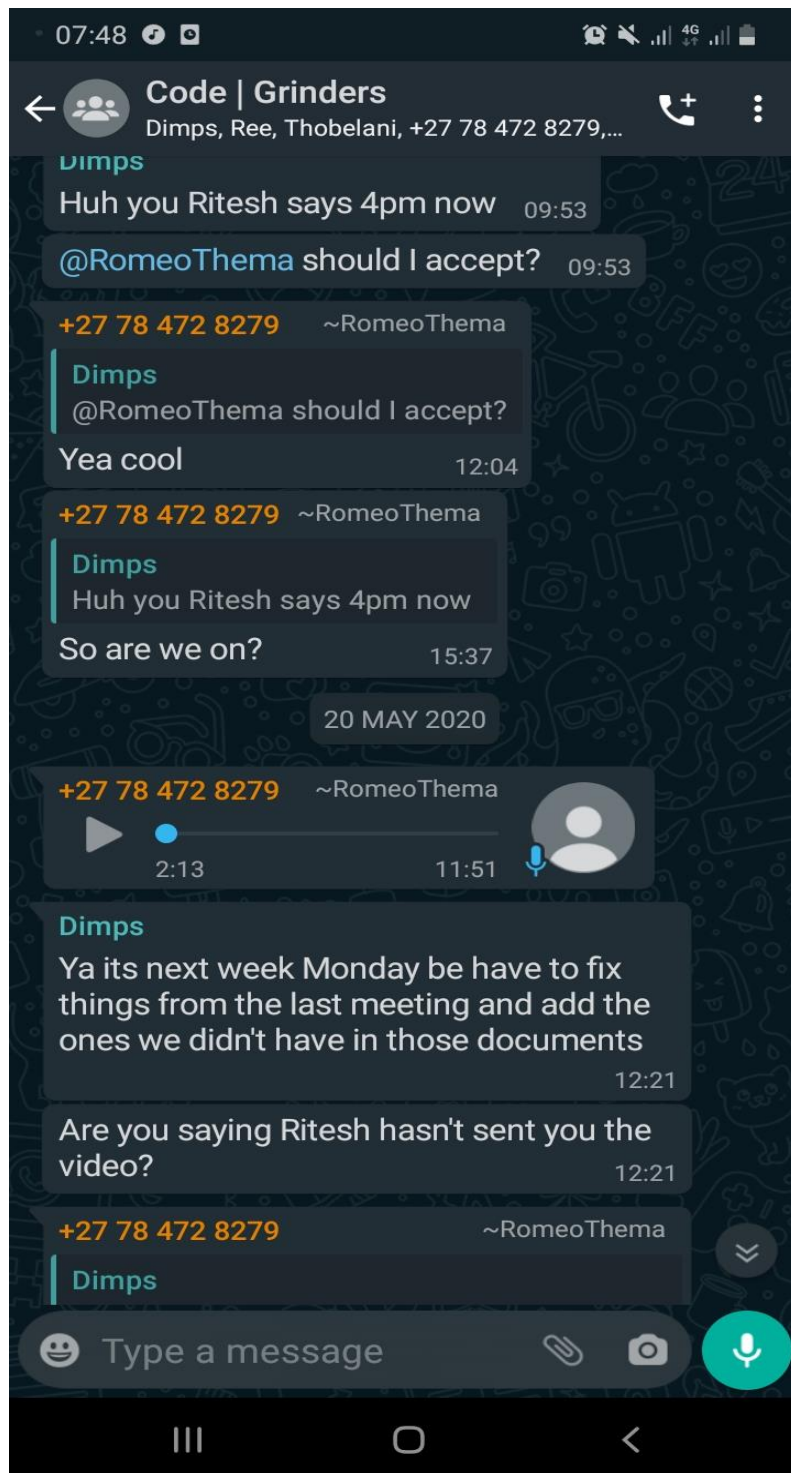 07:48
4G
Code | Grinders
Dimps, Ree, Thobelani, +27 78 472 8279,...
Dimps
Huh you Ritesh says 4pm now 09:53
@RomeoThema should I accept? 09:53
+27 78 472 8279 ~RomeoThema
Dimps
@RomeoThema should I accept?
Yea cool 12:04
+27 78 472 8279 ~RomeoThema
Dimps
Huh you Ritesh says 4pm now
So are we on? 15:37
20 MAY 2020
+27 78 472 8279 ~RomeoThema
2:13 11:51
Dimps
Ya its next week Monday be have to fix
things from the last meeting and add the
ones we didn't have in those documents
12:21
Are you saying Ritesh hasn't sent you the
video? 12:21
+27 78 472 8279 ~RomeoThema
Dimps
Type a message